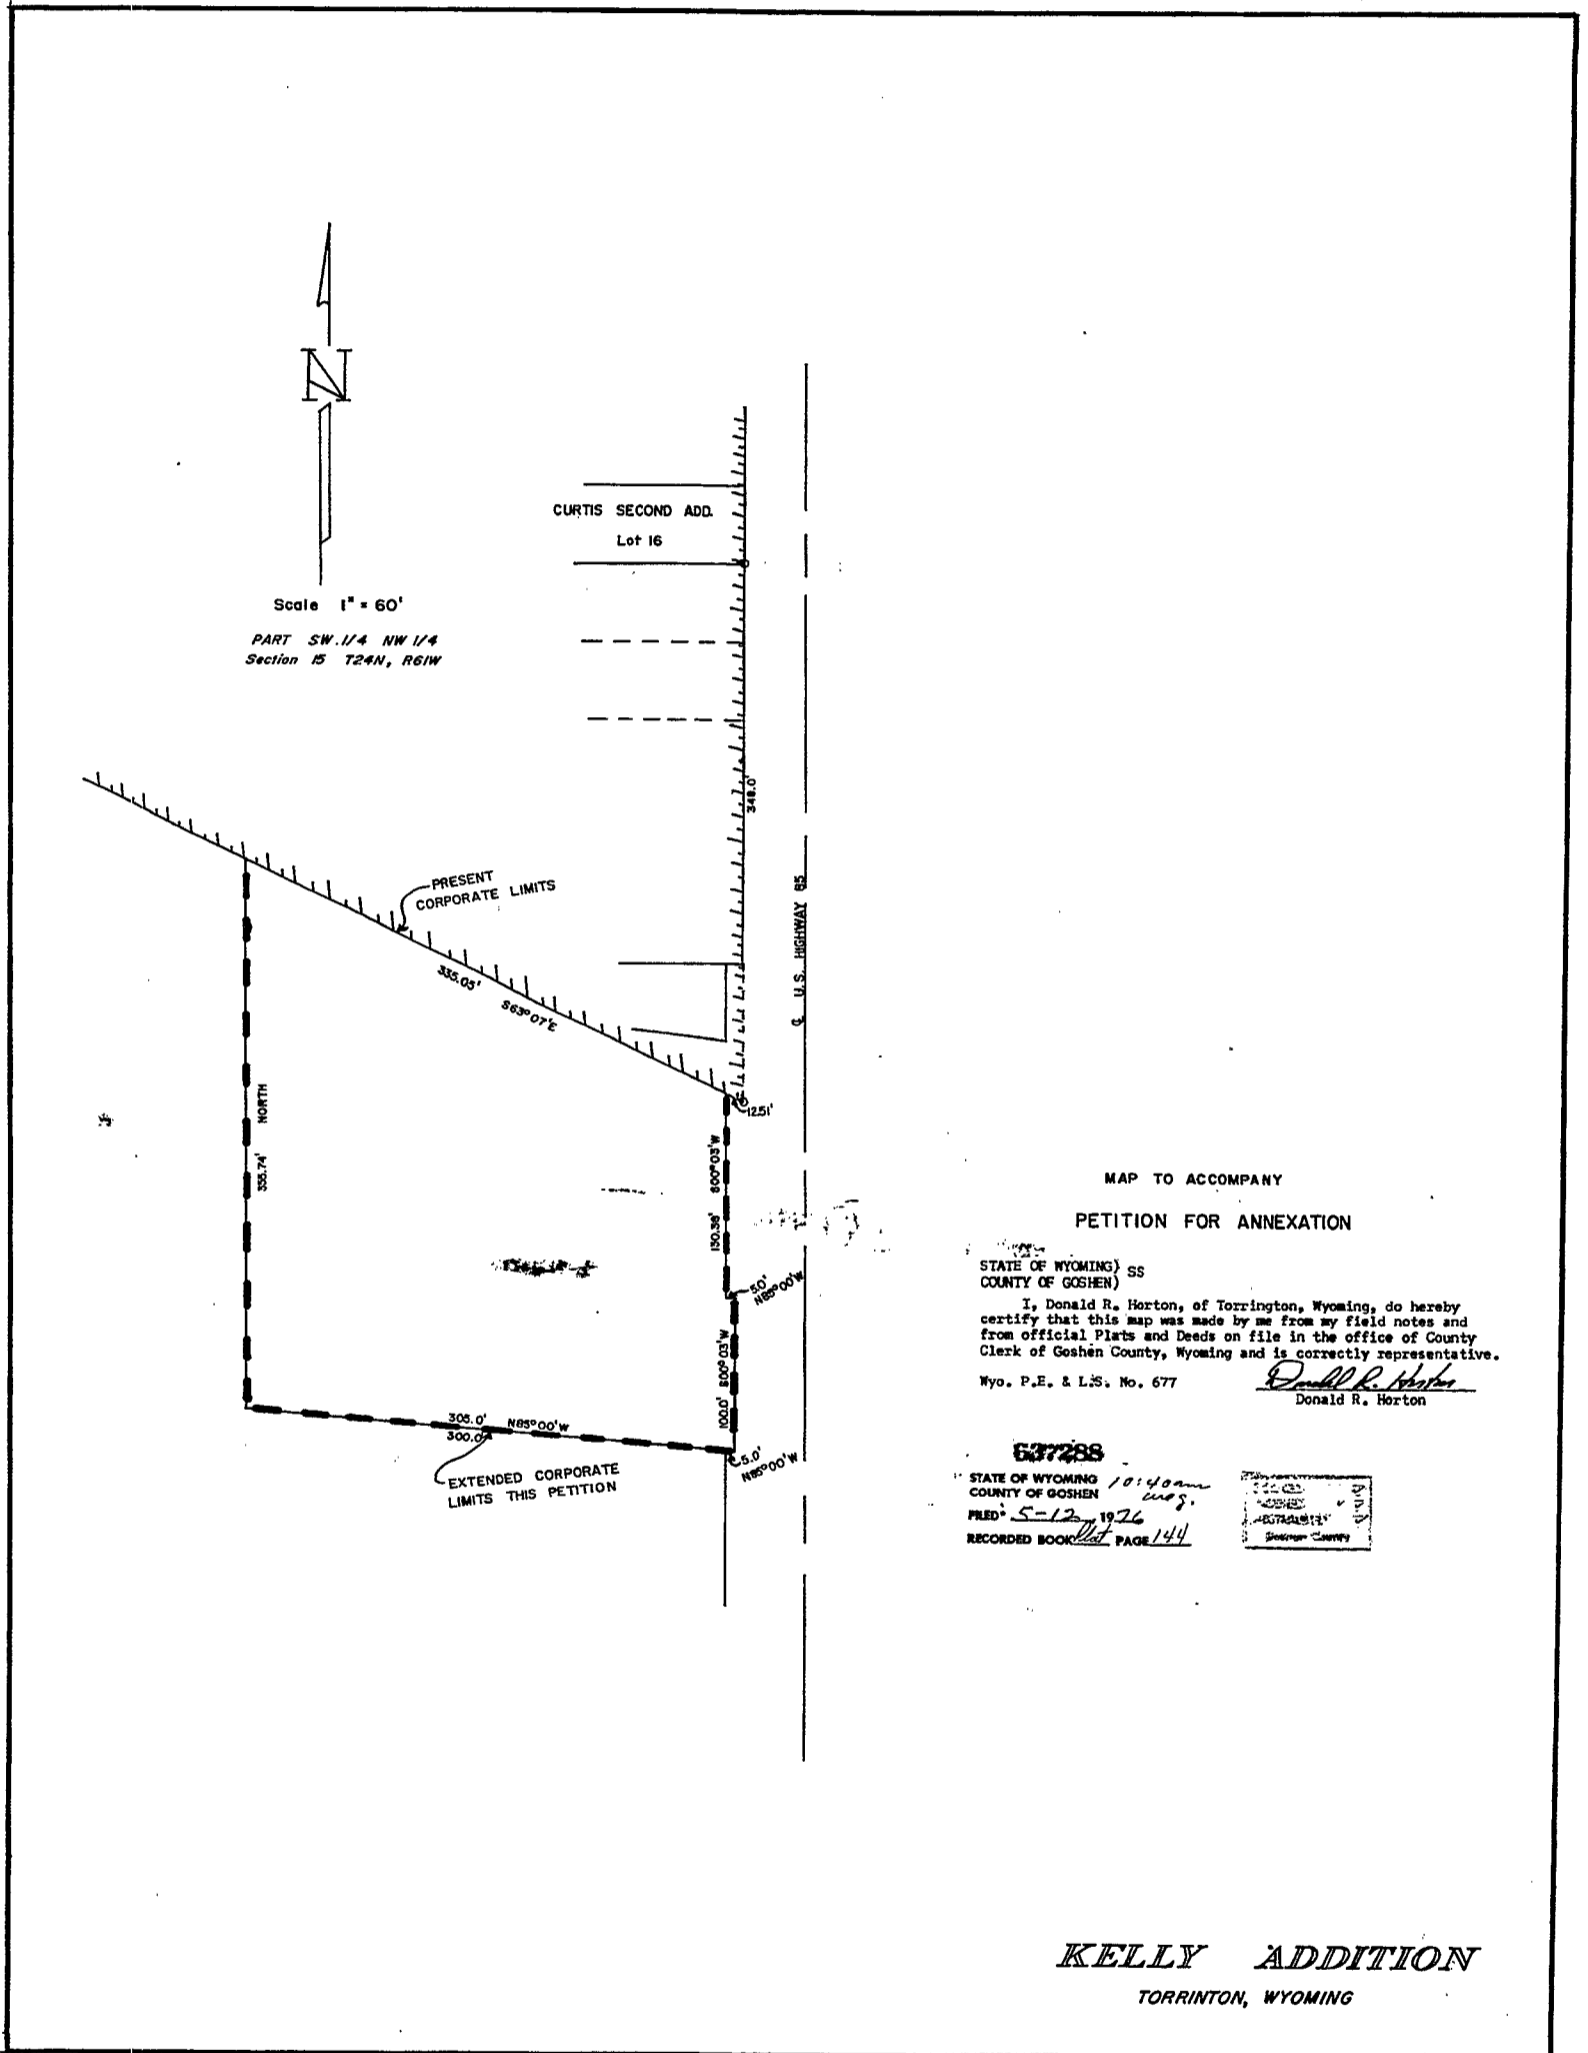 N
Scale 1" = 60'
PART SW.1/4 NW 1/4
Section 15 T24N, R61W
CURTIS SECOND ADD.
Lot 16
348.0'
℄ U.S. HIGHWAY 85
PRESENT
CORPORATE LIMITS
335.05'
S63°07'E
12.51'
NORTH
335.74'
S00°03'W
130.36'
5.0'
N85°00'W
S00°03'W
100.0'
305.0' N85°00'W
300.0'
5.0'
N85°00'W
EXTENDED CORPORATE
LIMITS THIS PETITION
MAP TO ACCOMPANY
PETITION FOR ANNEXATION
STATE OF WYOMING) SS
COUNTY OF GOSHEN)
I, Donald R. Horton, of Torrington, Wyoming, do hereby
certify that this map was made by me from my field notes and
from official Plats and Deeds on file in the office of County
Clerk of Goshen County, Wyoming and is correctly representative.
Wyo. P.E. & L.S. No. 677
Donald R. Horton
Donald R. Horton
637288
STATE OF WYOMING 10:40am
COUNTY OF GOSHEN
FILED 5-12, 1976
RECORDED BOOK Plat PAGE 144
KELLY ADDITION
TORRINTON, WYOMING